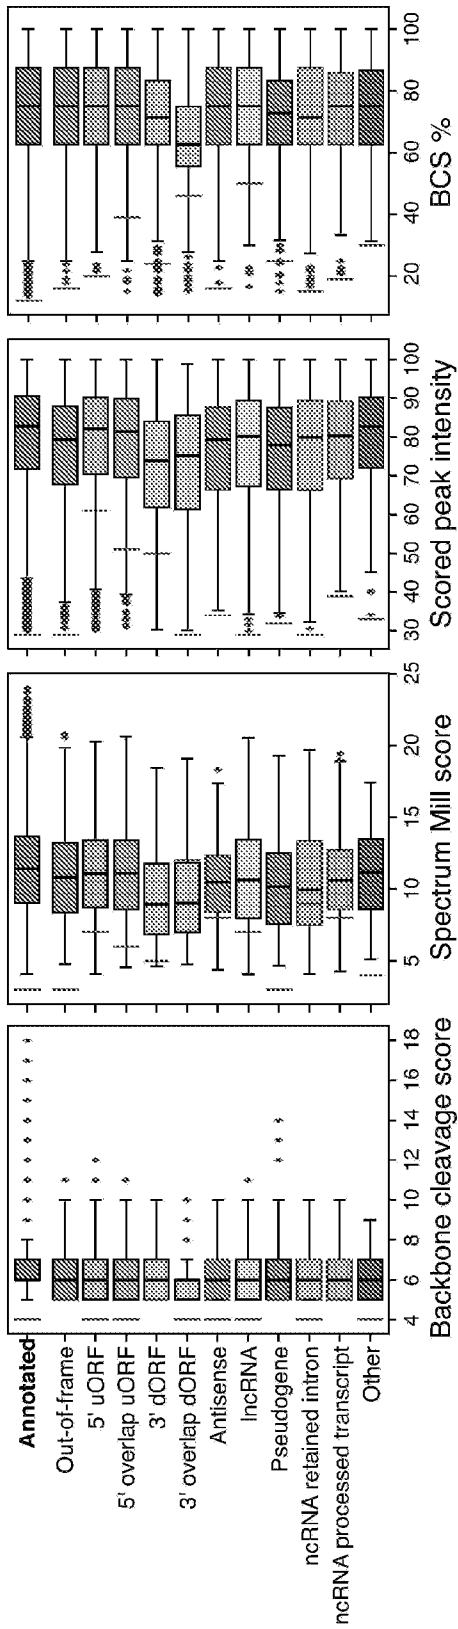 Annotated
Out-of-frame
5' uORF
5' overlap uORF
3' dORF
3' overlap dORF
Antisense
lncRNA
Pseudogene
ncRNA retained intron
ncRNA processed transcript
Other
4 6 8 10 12 14 16 18
Backbone cleavage score
5 10 15 20 25
Spectrum Mill score
30 40 50 60 70 80 90 100
Scored peak intensity
20 40 60 80 100
BCS %